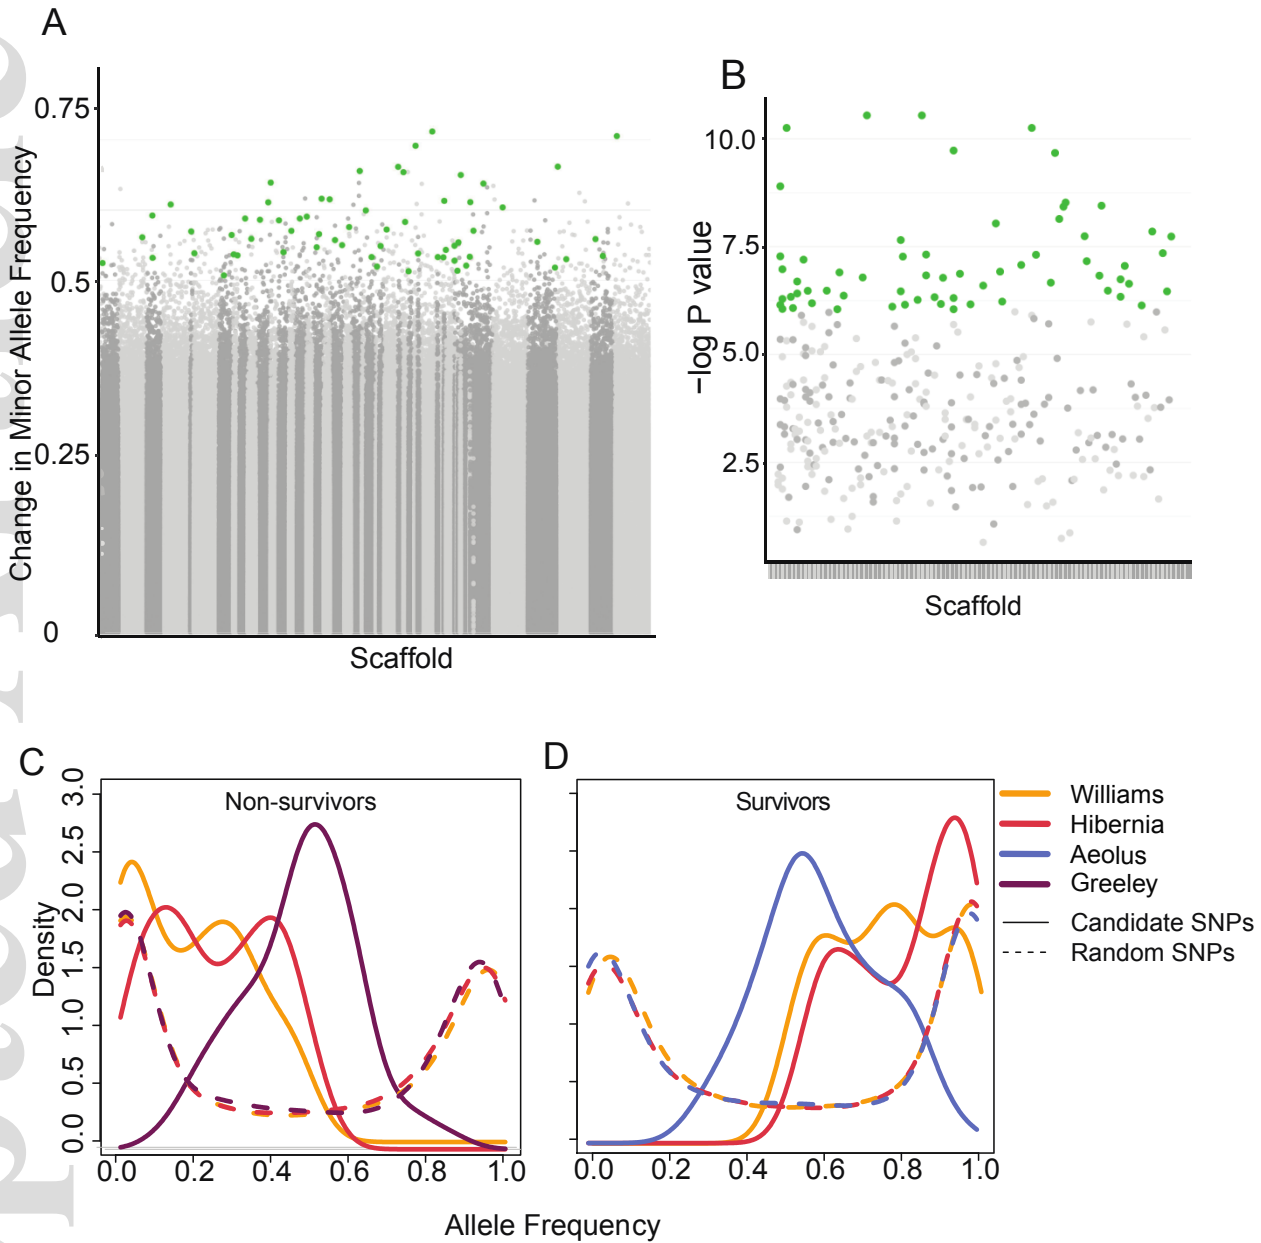 A
0.75
0.5
0.25
0
Change in Minor Allele Frequency
Scaffold
B
10.0
7.5
5.0
2.5
−log P value
Scaffold
C
Non-survivors
3.0
2.5
2.0
1.5
1.0
0.5
0.0
Density
0.0 0.2 0.4 0.6 0.8 1.0
D
Survivors
0.0 0.2 0.4 0.6 0.8 1.0
Williams
Hibernia
Aeolus
Greeley
Candidate SNPs
Random SNPs
Allele Frequency